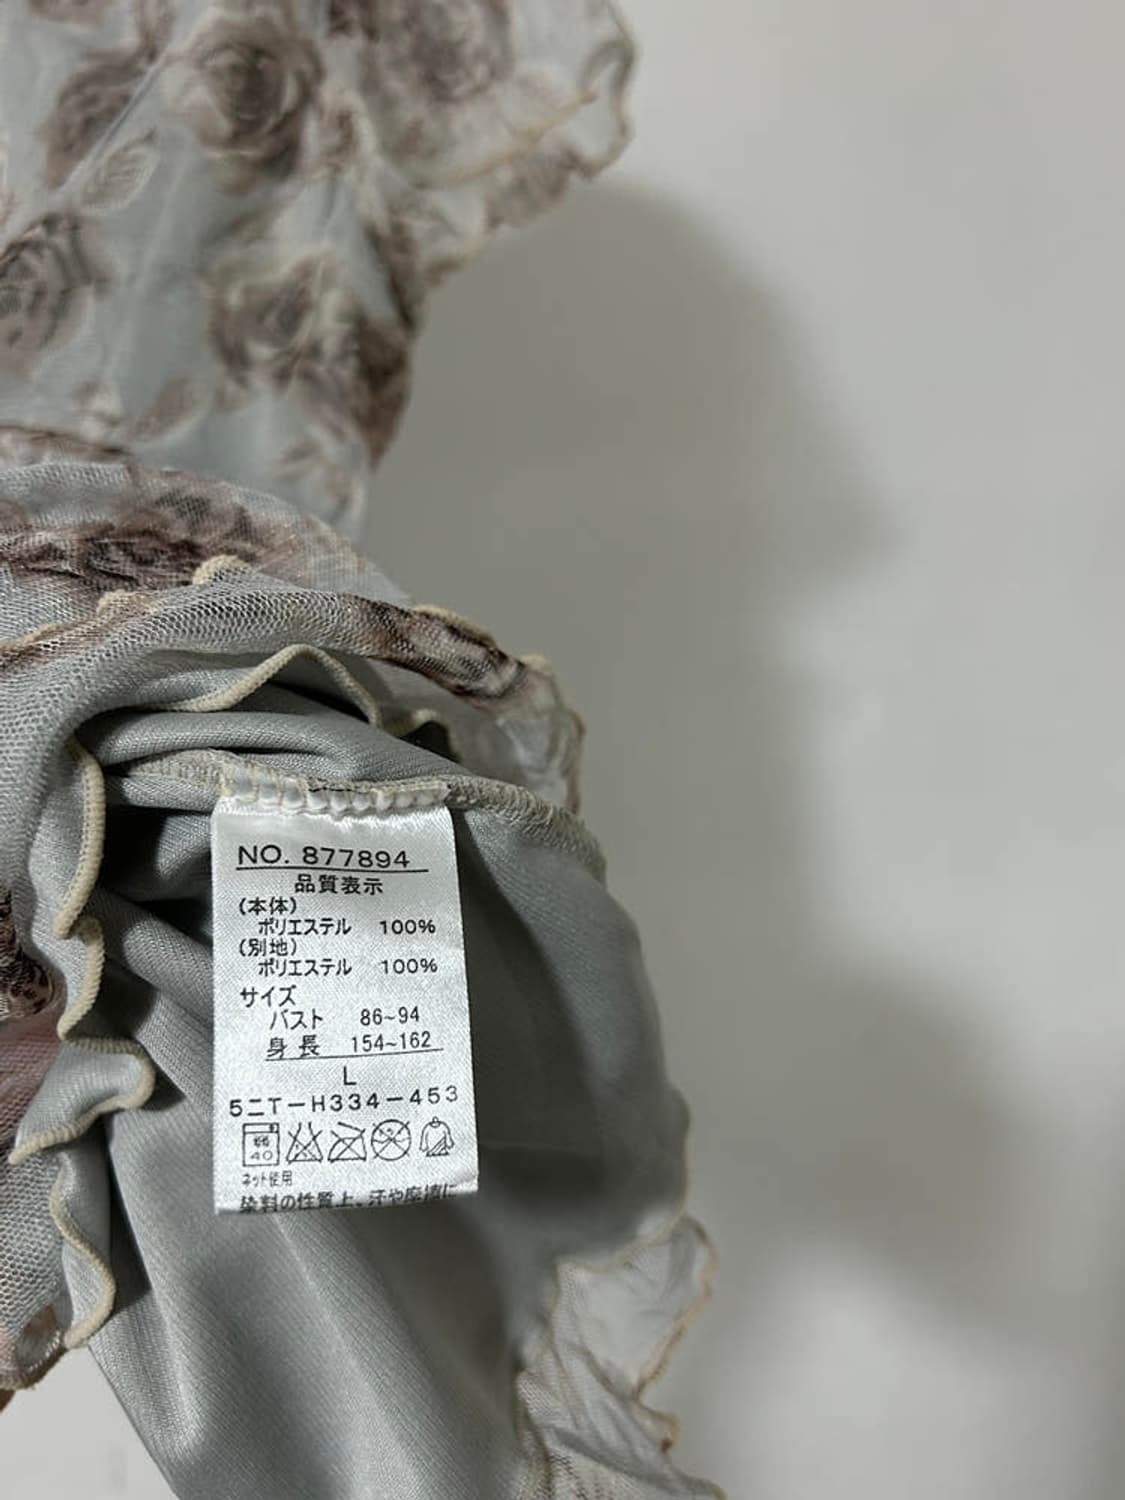 NO. 877894
品質表示
(本体)
ポリエステル 100%
(別地)
ポリエステル 100%
サイズ
バスト 86~94
身長 154~162
L
5ニT-H334-453
弱
40
ネット使用
染料の性質上、汗や摩擦に